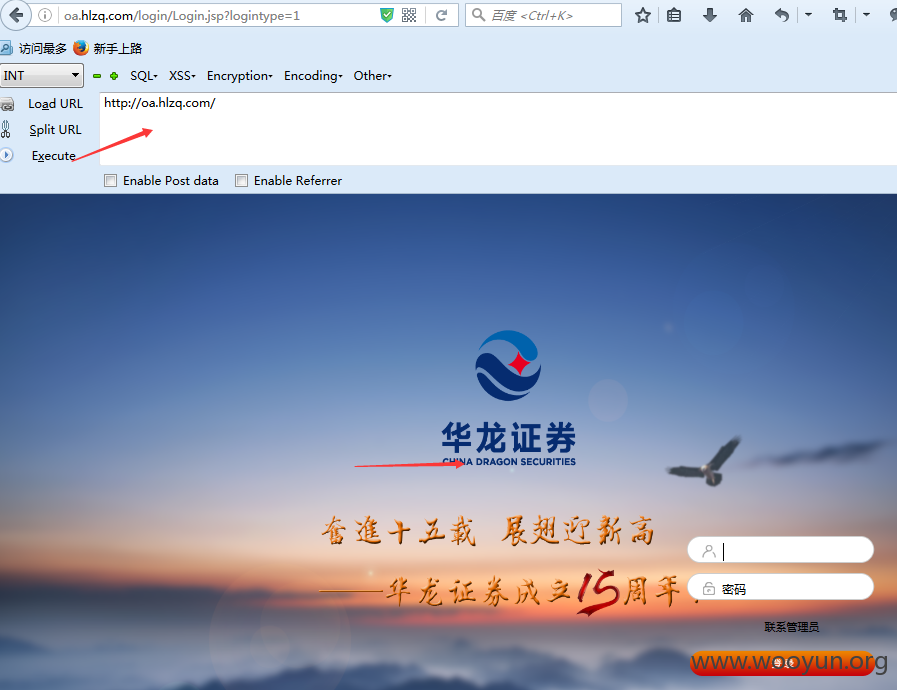 oa.hlzq.com/login/Login.jsp?logintype=1
百度 <Ctrl+K>
访问最多 新手上路
INT SQL XSS Encryption Encoding Other
Load URL http://oa.hlzq.com/
Split URL
Execute
Enable Post data Enable Referrer
华龙证券
CHINA DRAGON SECURITIES
奋進十五载 展翅迎新高
——华龙证券成立15周年
密码
联系管理员
www.wooyun.org